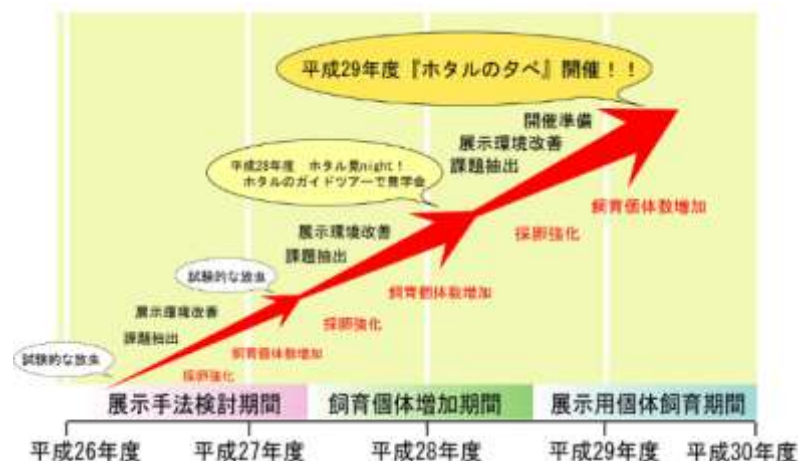 平成29年度『ホタルの夕べ』開催！！
開催準備
展示環境改善
課題抽出
平成28年度　ホタル見night！
ホタルのガイドツアーで見学会
飼育個体数増加
採卵強化
展示環境改善
課題抽出
試験的な放虫
飼育個体数増加
採卵強化
展示環境改善
課題抽出
試験的な放虫
飼育個体数増加
採卵強化
展示手法検討期間
飼育個体増加期間
展示用個体飼育期間
平成26年度
平成27年度
平成28年度
平成29年度
平成30年度